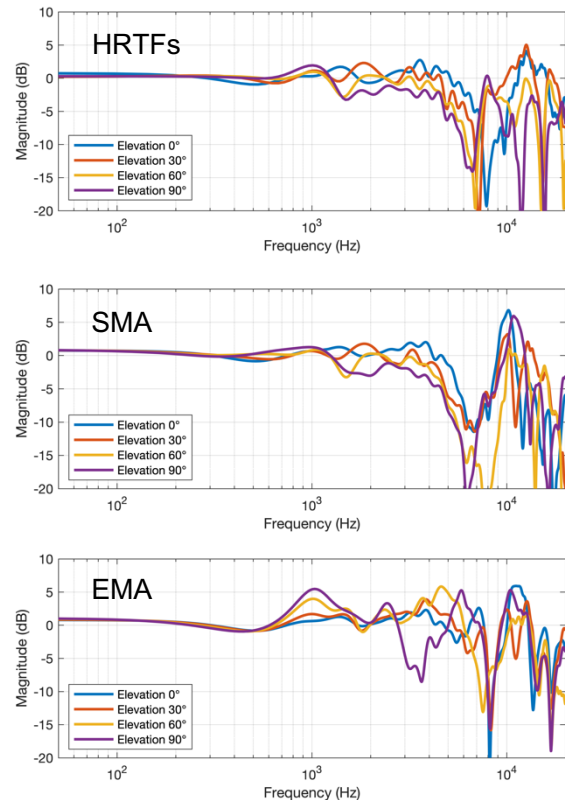 HRTFs
10
5
0
-5
-10
-15
-20
Magnitude (dB)
Elevation 0°
Elevation 30°
Elevation 60°
Elevation 90°
10²
10³
10⁴
Frequency (Hz)
SMA
10
5
0
-5
-10
-15
-20
Magnitude (dB)
Elevation 0°
Elevation 30°
Elevation 60°
Elevation 90°
10²
10³
10⁴
Frequency (Hz)
EMA
10
5
0
-5
-10
-15
-20
Magnitude (dB)
Elevation 0°
Elevation 30°
Elevation 60°
Elevation 90°
10²
10³
10⁴
Frequency (Hz)